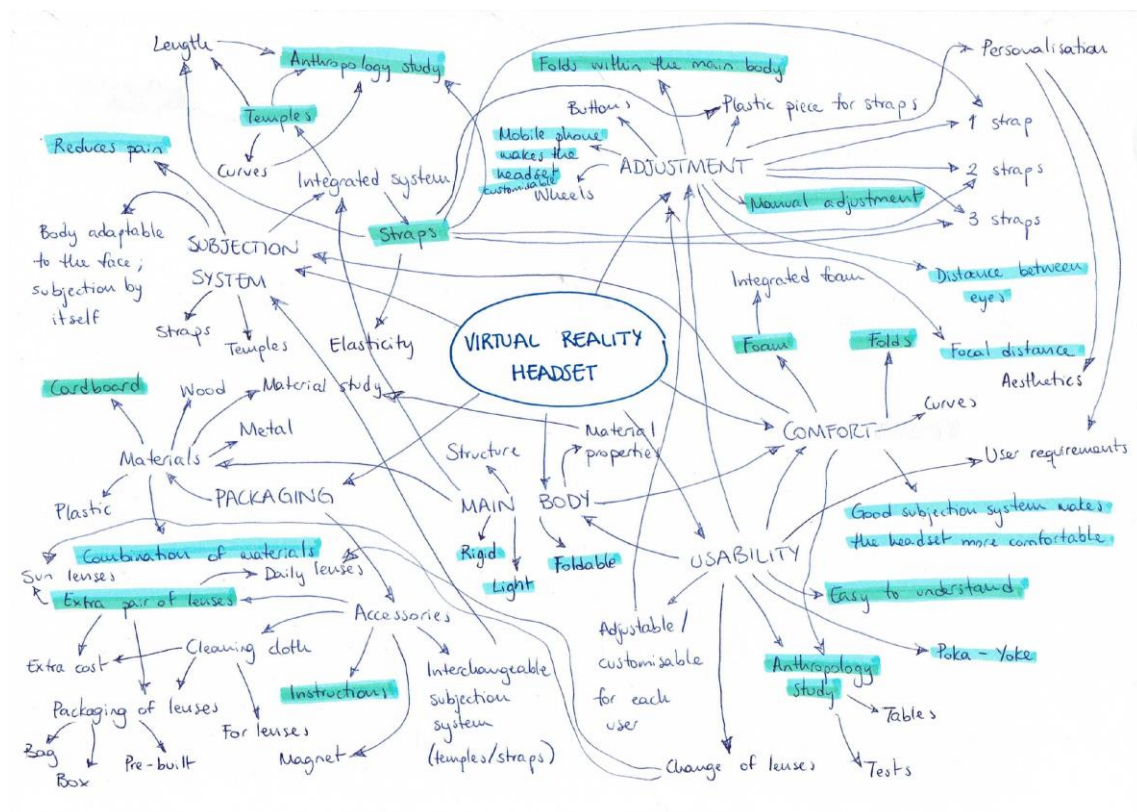 Length
Anthropology study
Temples
Curves
Reduces pain
Integrated system
Straps
Body adaptable
to the face;
subjection by
itself
SUBJECTION
SYSTEM
Straps
Temples
Elasticity
Folds within the main body
Buttons
Plastic piece for straps
Mobile phone
makes the
headset
customisable
Wheels
ADJUSTMENT
Manual adjustment
Personalisation
1 strap
2 straps
3 straps
Distance between
eyes
Focal distance
Aesthetics
Integrated foam
Foam
Folds
Curves
COMFORT
User requirements
Good subjection system makes
the headset more comfortable.
VIRTUAL REALITY
HEADSET
Cardboard
Wood
Material study
Metal
Materials
Plastic
PACKAGING
Combination of materials
Structure
Material
properties
MAIN BODY
Rigid
Light
Foldable
USABILITY
Easy to understand
Poka - Yoke
Anthropology
study
Tables
Tests
Adjustable/
customisable
for each
user
Change of lenses
Sun lenses
Daily lenses
Extra pair of lenses
Accessories
Extra cost
Cleaning cloth
Packaging of lenses
Bag
Box
Pre-built
For lenses
Instructions
Magnet
Interchangeable
subjection
system
(temples/straps)